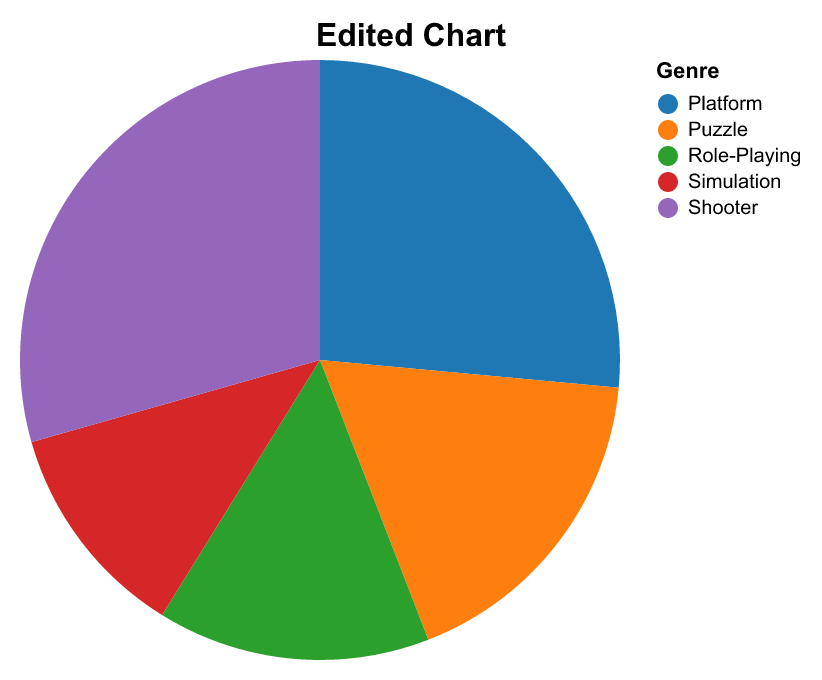 Edited Chart
Genre
Platform
Puzzle
Role-Playing
Simulation
Shooter